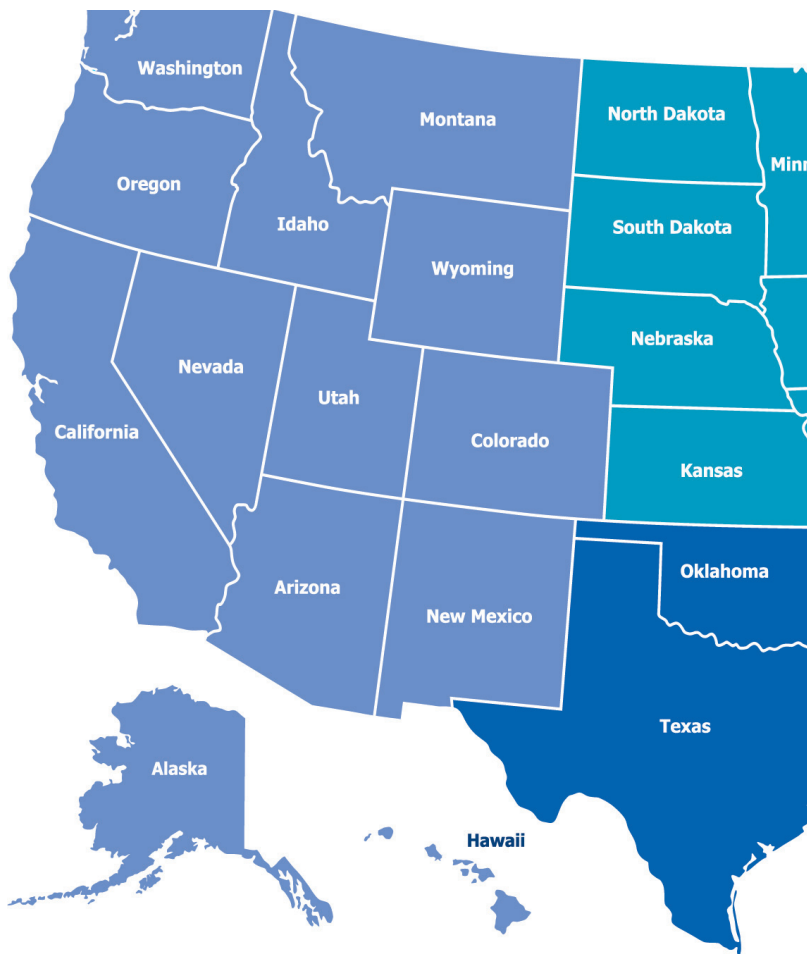 Washington
Montana
North Dakota
Minn
Oregon
Idaho
South Dakota
Wyoming
Nebraska
Nevada
Utah
California
Colorado
Kansas
Arizona
Oklahoma
New Mexico
Texas
Alaska
Hawaii